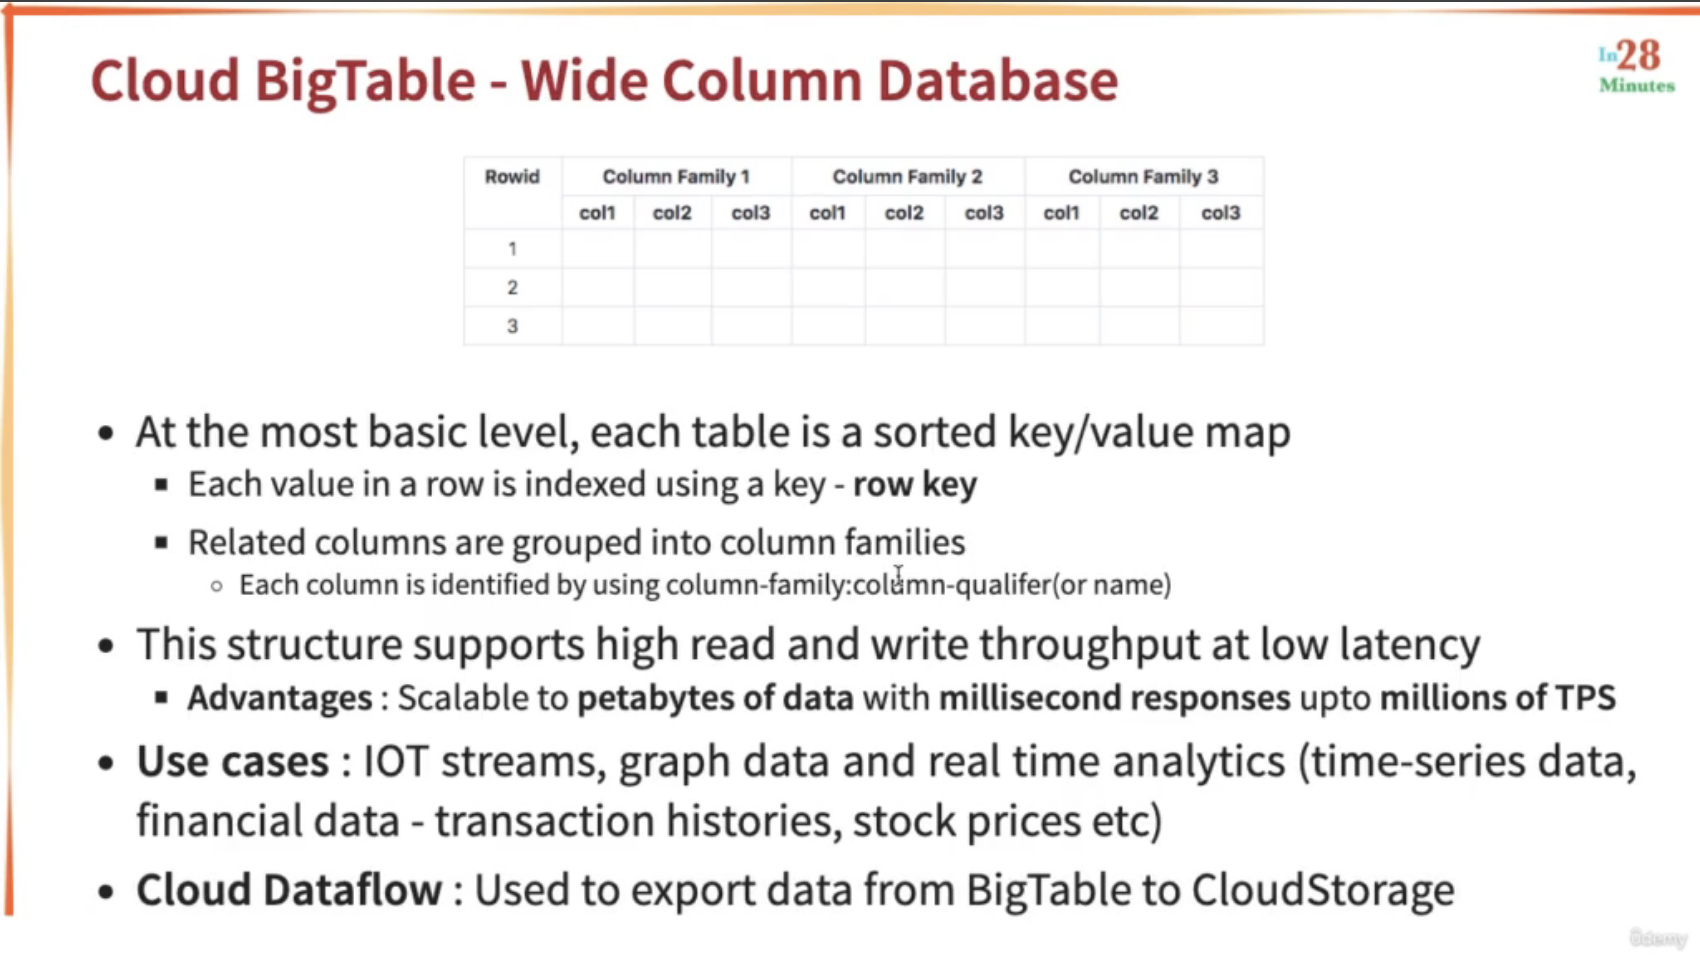 Cloud BigTable - Wide Column Database
In28
Minutes
Rowid Column Family 1 Column Family 2 Column Family 3
col1 col2 col3 col1 col2 col3 col1 col2 col3
1
2
3
• At the most basic level, each table is a sorted key/value map
▪ Each value in a row is indexed using a key - row key
▪ Related columns are grouped into column families
○ Each column is identified by using column-family:column-qualifer(or name)
• This structure supports high read and write throughput at low latency
▪ Advantages : Scalable to petabytes of data with millisecond responses upto millions of TPS
• Use cases : IOT streams, graph data and real time analytics (time-series data,
financial data - transaction histories, stock prices etc)
• Cloud Dataflow : Used to export data from BigTable to CloudStorage
ûdemy